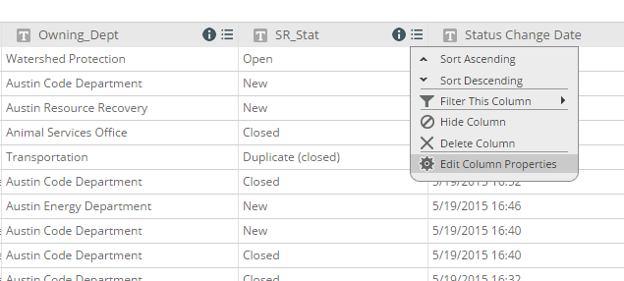 Owning_Dept SR_Stat Status Change Date
Watershed Protection Open
Sort Ascending
Austin Code Department New
Sort Descending
Austin Resource Recovery New
Filter This Column
Animal Services Office Closed
Hide Column
Transportation Duplicate (closed)
Delete Column
Edit Column Properties
Austin Code Department Closed 5/19/2015 16:52
Austin Energy Department New 5/19/2015 16:46
Austin Code Department New 5/19/2015 16:40
Austin Code Department Closed 5/19/2015 16:40
Austin Code Department Closed 5/19/2015 16:32